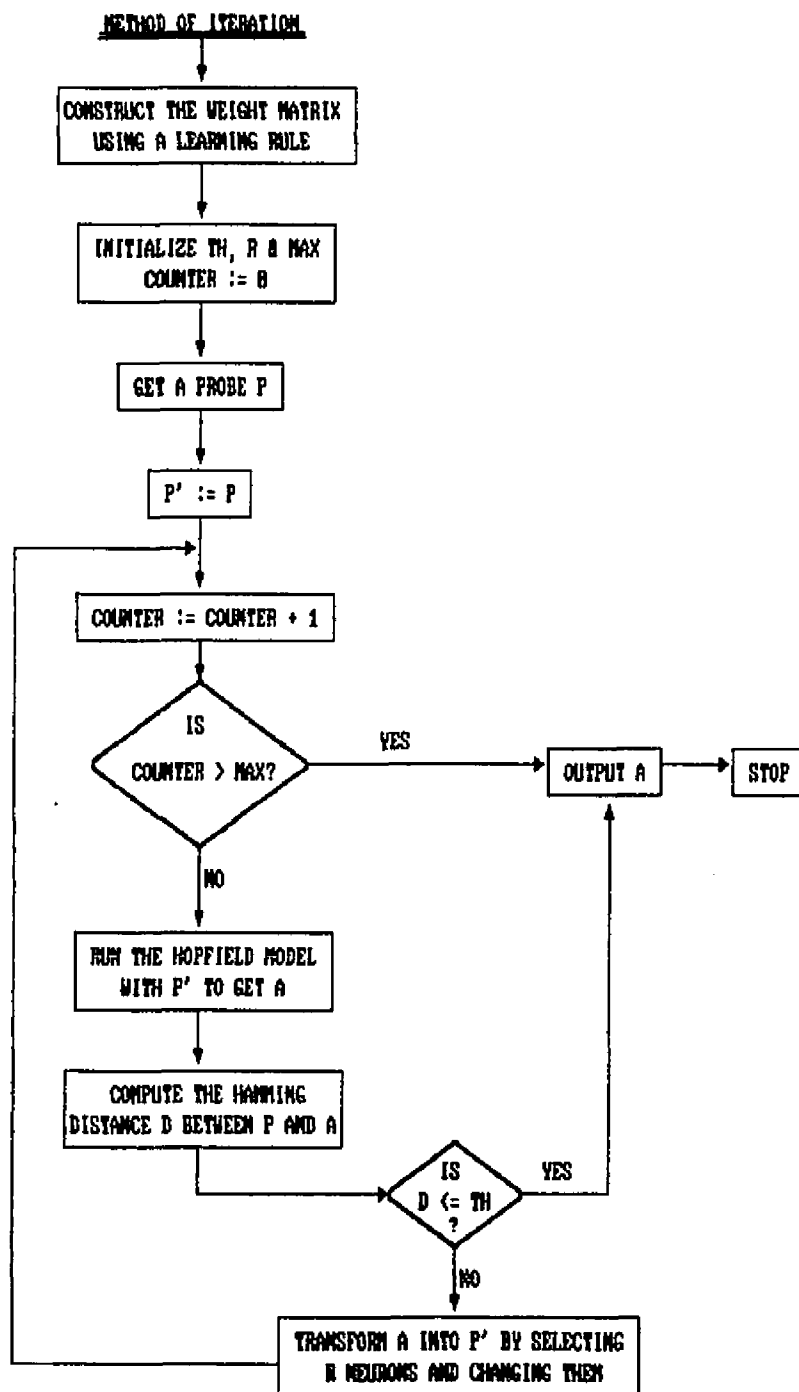 METHOD OF ITERATION
CONSTRUCT THE WEIGHT MATRIX
USING A LEARNING RULE
INITIALIZE TH, R & MAX
COUNTER := 0
GET A PROBE P
P' := P
COUNTER := COUNTER + 1
IS
COUNTER > MAX?
YES
OUTPUT A
STOP
NO
RUN THE HOPFIELD MODEL
WITH P' TO GET A
COMPUTE THE HAMMING
DISTANCE D BETWEEN P AND A
IS
D <= TH
?
YES
NO
TRANSFORM A INTO P' BY SELECTING
R NEURONS AND CHANGING THEM